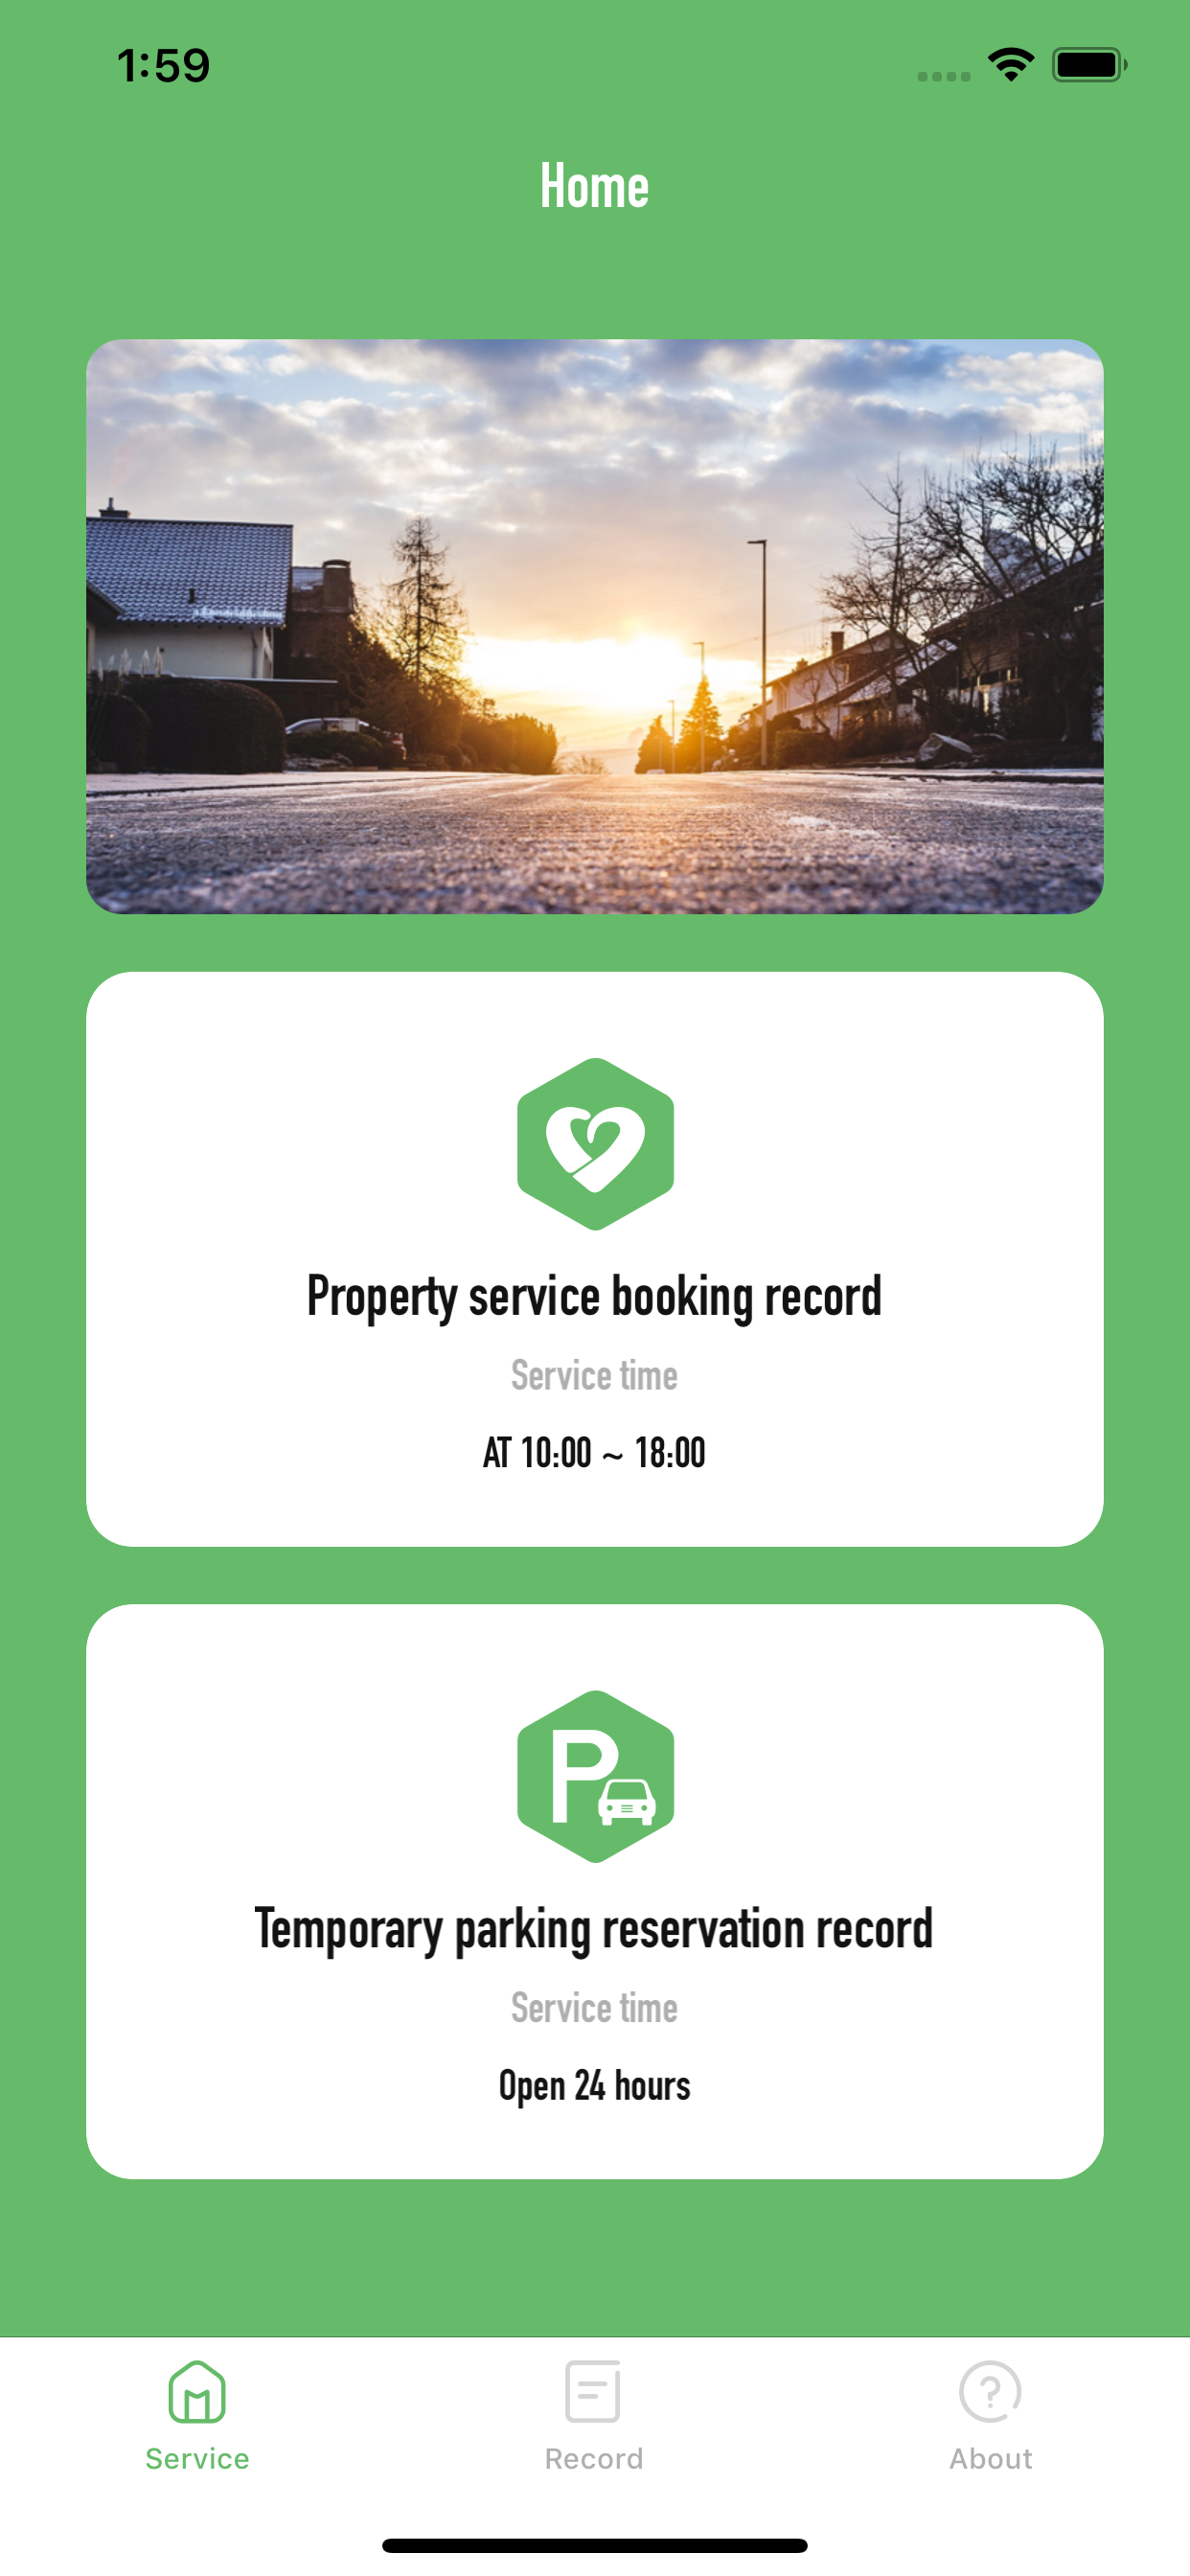 1:59
Home
Property service booking record
Service time
AT 10:00 ~ 18:00
P
Temporary parking reservation record
Service time
Open 24 hours
Service
Record
About